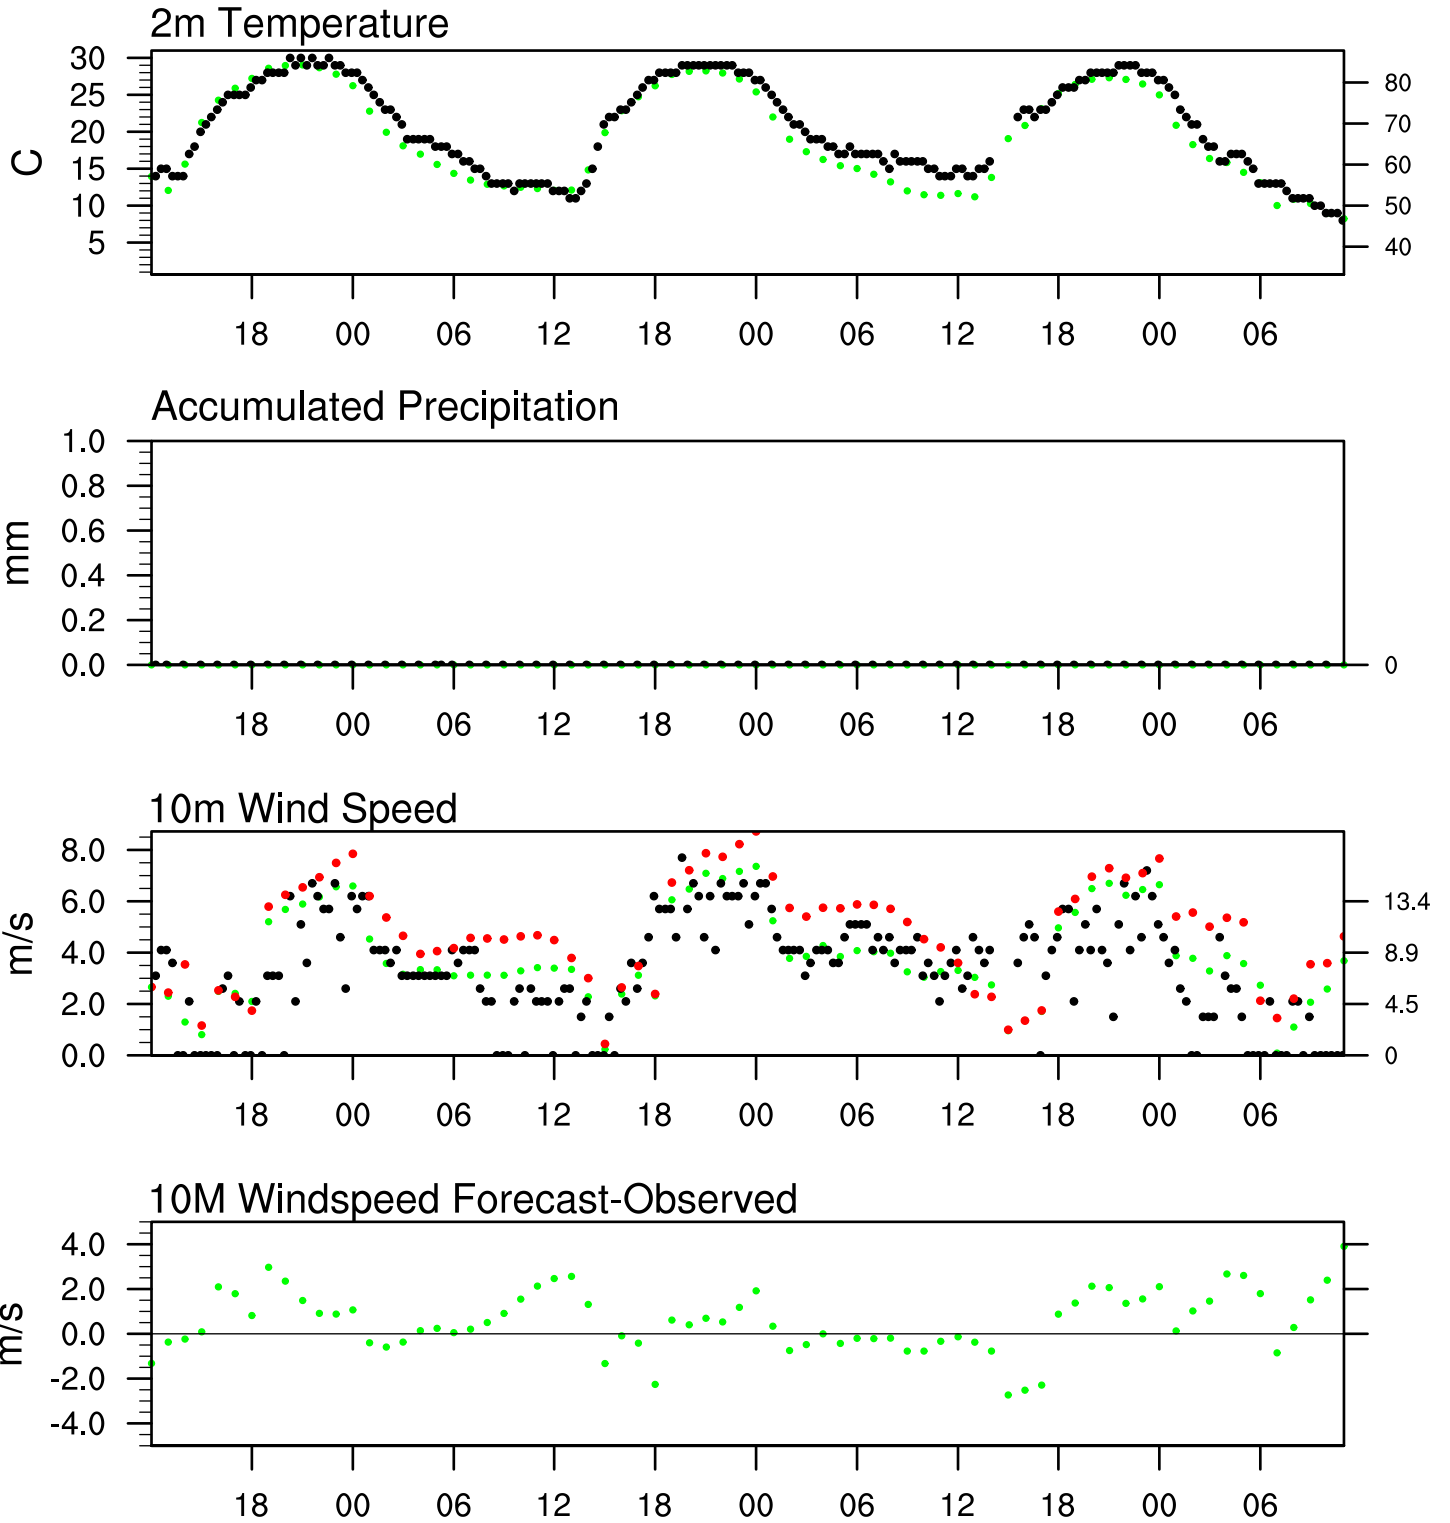 2m Temperature
30
25
20
15
10
5
C
80
70
60
50
40
18 00 06 12 18 00 06 12 18 00 06
Accumulated Precipitation
1.0
0.8
0.6
0.4
0.2
0.0
mm
0
18 00 06 12 18 00 06 12 18 00 06
10m Wind Speed
8.0
6.0
4.0
2.0
0.0
m/s
13.4
8.9
4.5
0
18 00 06 12 18 00 06 12 18 00 06
10M Windspeed Forecast-Observed
4.0
2.0
0.0
-2.0
-4.0
m/s
18 00 06 12 18 00 06 12 18 00 06